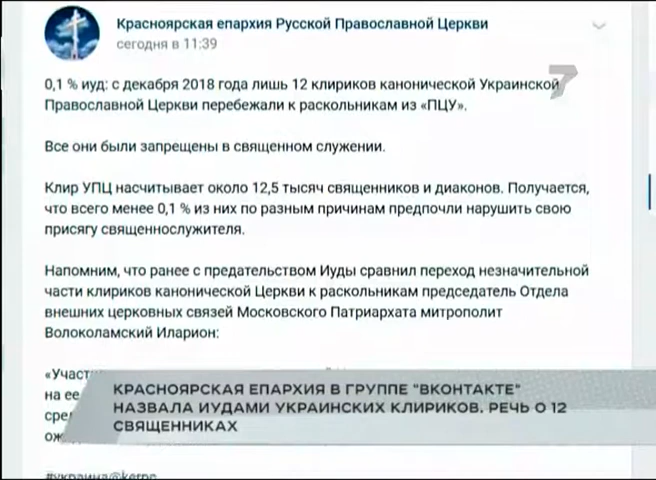 Красноярская епархия Русской Православной Церкви
сегодня в 11:39
7
0,1 % иуд: с декабря 2018 года лишь 12 клириков канонической Украинской
Православной Церкви перебежали к раскольникам из «ПЦУ».
Все они были запрещены в священном служении.
Клир УПЦ насчитывает около 12,5 тысяч священников и диаконов. Получается,
что всего менее 0,1 % из них по разным причинам предпочли нарушить свою
присягу священнослужителя.
Напомним, что ранее с предательством Иуды сравнил переход незначительной
части клириков канонической Церкви к раскольникам председатель Отдела
внешних церковных связей Московского Патриархата митрополит
Волоколамский Иларион:
на ее
КРАСНОЯРСКАЯ ЕПАРХИЯ В ГРУППЕ "ВКОНТАКТЕ"
НАЗВАЛА ИУДАМИ УКРАИНСКИХ КЛИРИКОВ. РЕЧЬ О 12
СВЯЩЕННИКАХ